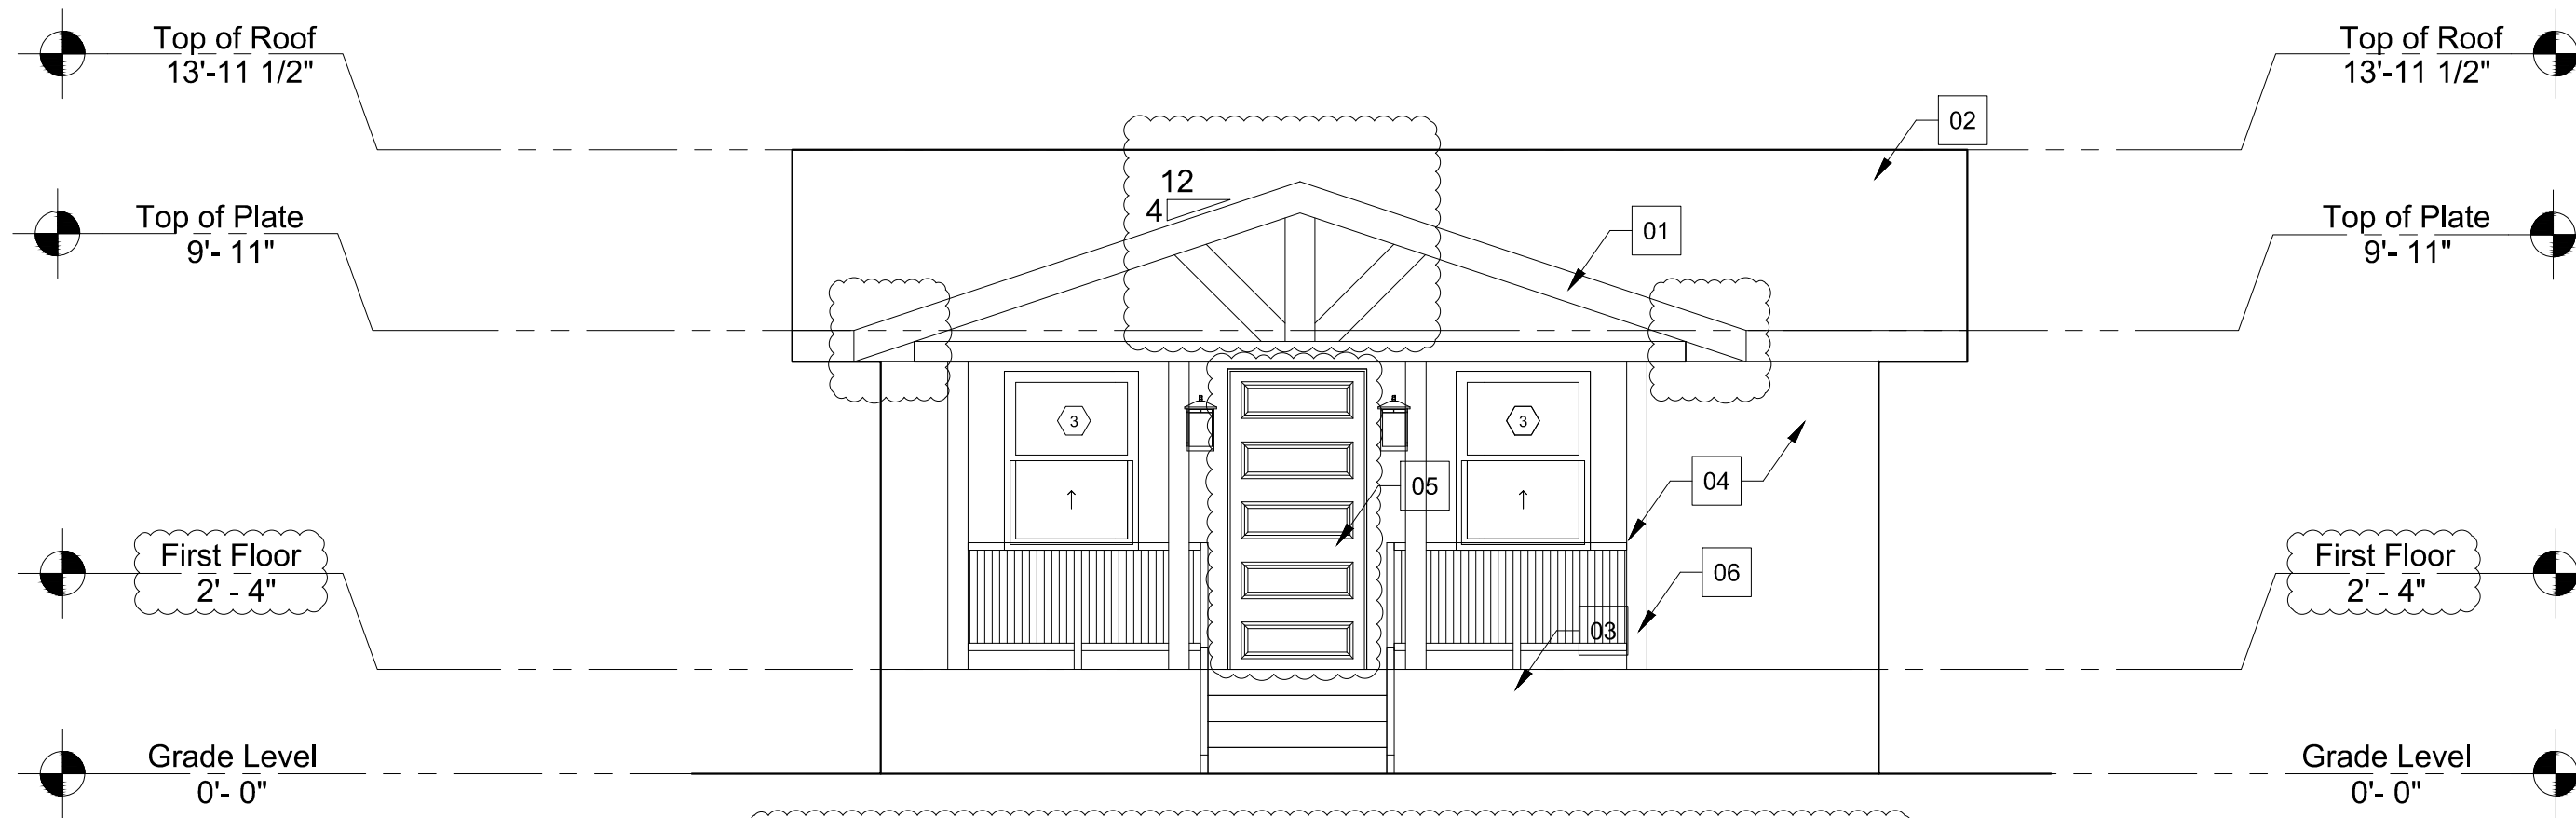 Top of Roof
13'-11 1/2"
Top of Roof
13'-11 1/2"
02
12
4
Top of Plate
9'- 11"
01
Top of Plate
9'- 11"
3
3
04
05
First Floor
2' - 4"
06
First Floor
2' - 4"
03
Grade Level
0'- 0"
Grade Level
0'- 0"